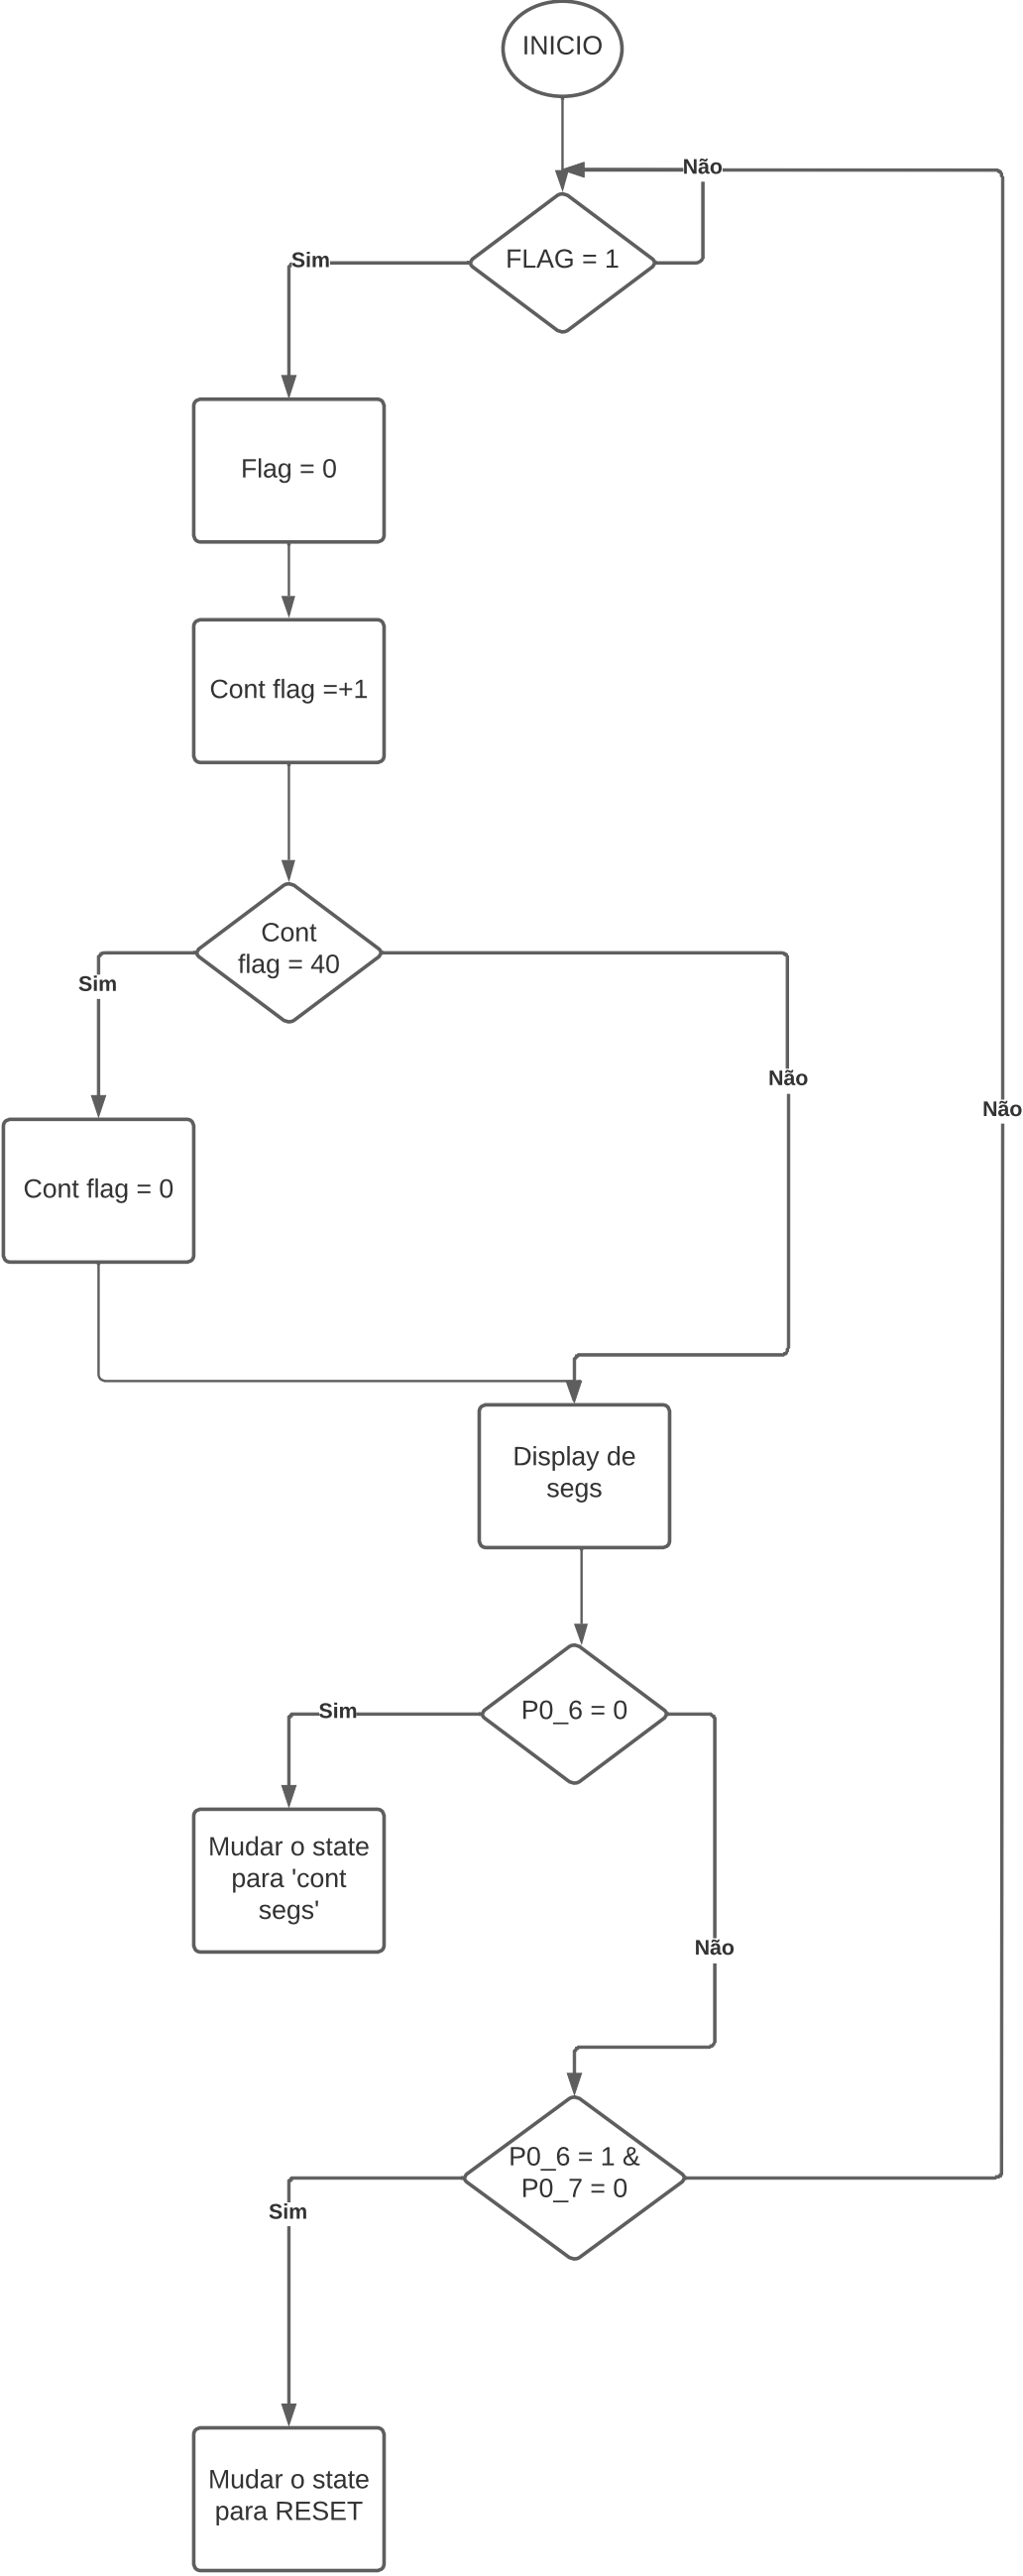 INICIO
Não
FLAG = 1
Sim
Flag = 0
Cont flag =+1
Cont
flag = 40
Sim
Não
Não
Cont flag = 0
Display de
segs
P0_6 = 0
Sim
Mudar o state
para 'cont
segs'
Não
P0_6 = 1 &
P0_7 = 0
Sim
Mudar o state
para RESET